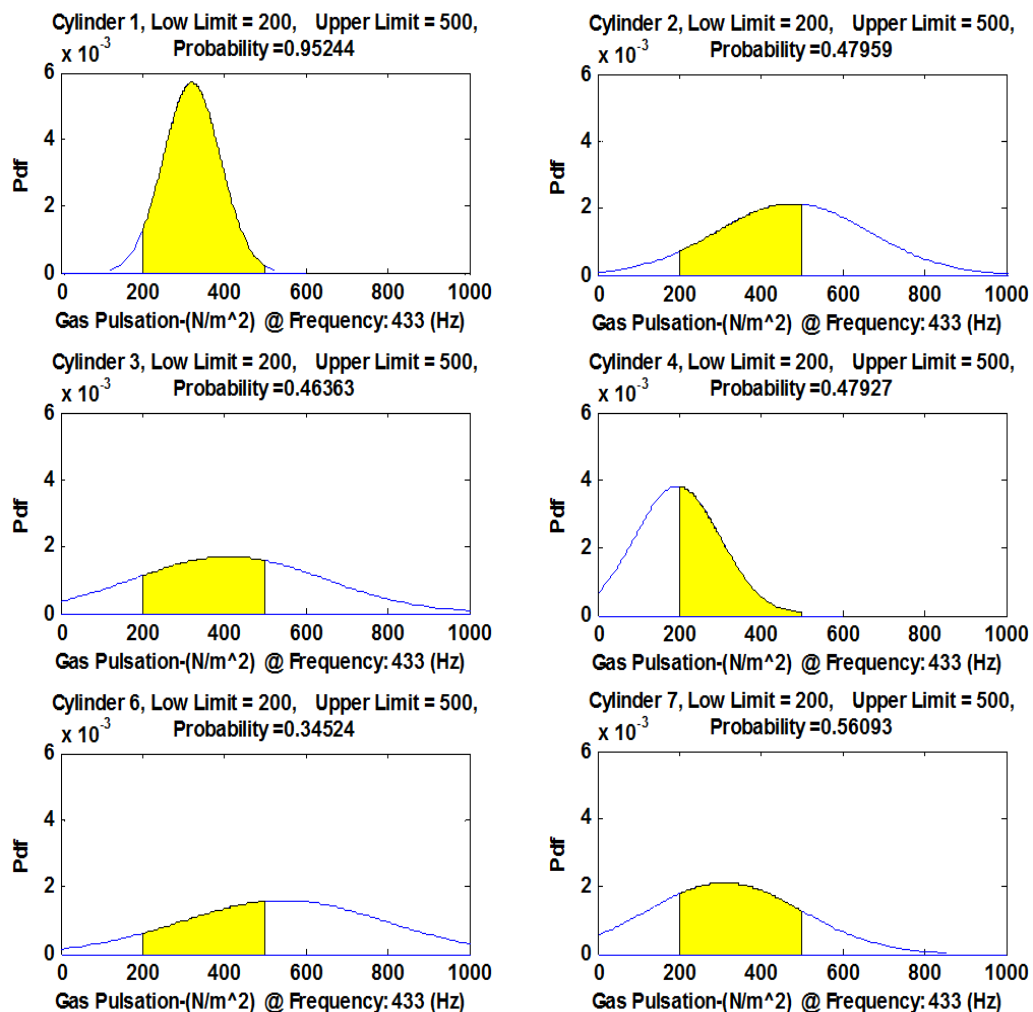 Cylinder 1, Low Limit = 200, Upper Limit = 500,
x 10^-3 Probability =0.95244
6
4
2
0
Pdf
0 200 400 600 800 1000
Gas Pulsation-(N/m^2) @ Frequency: 433 (Hz)
Cylinder 2, Low Limit = 200, Upper Limit = 500,
x 10^-3 Probability =0.47959
6
4
2
0
Pdf
0 200 400 600 800 1000
Gas Pulsation-(N/m^2) @ Frequency: 433 (Hz)
Cylinder 3, Low Limit = 200, Upper Limit = 500,
x 10^-3 Probability =0.46363
6
4
2
0
Pdf
0 200 400 600 800 1000
Gas Pulsation-(N/m^2) @ Frequency: 433 (Hz)
Cylinder 4, Low Limit = 200, Upper Limit = 500,
x 10^-3 Probability =0.47927
6
4
2
0
Pdf
0 200 400 600 800 1000
Gas Pulsation-(N/m^2) @ Frequency: 433 (Hz)
Cylinder 6, Low Limit = 200, Upper Limit = 500,
x 10^-3 Probability =0.34524
6
4
2
0
Pdf
0 200 400 600 800 1000
Gas Pulsation-(N/m^2) @ Frequency: 433 (Hz)
Cylinder 7, Low Limit = 200, Upper Limit = 500,
x 10^-3 Probability =0.56093
6
4
2
0
Pdf
0 200 400 600 800 1000
Gas Pulsation-(N/m^2) @ Frequency: 433 (Hz)